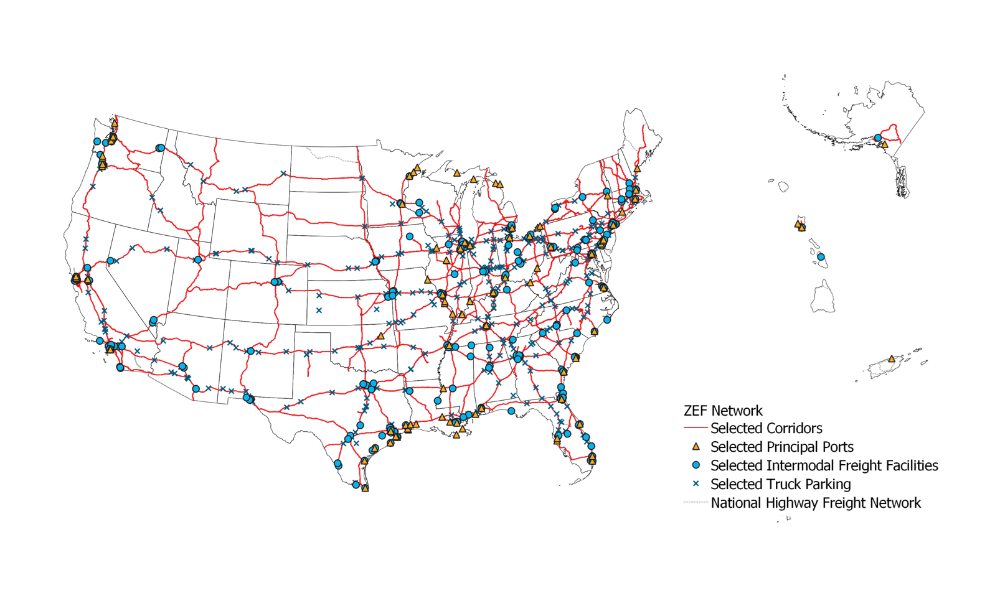 ZEF Network
Selected Corridors
Selected Principal Ports
Selected Intermodal Freight Facilities
Selected Truck Parking
National Highway Freight Network